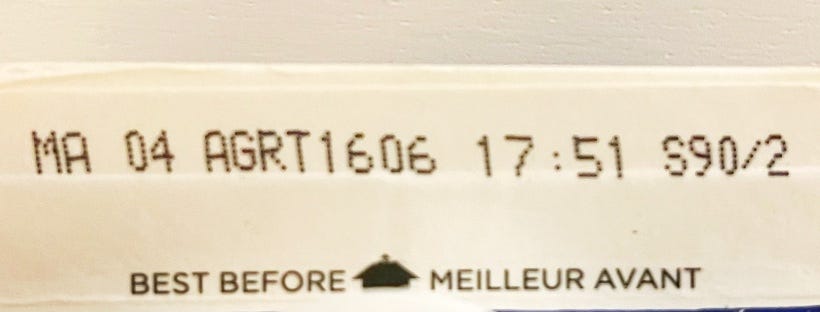 MA 04 AGRT1606 17:51 S90/2
BEST BEFORE MEILLEUR AVANT